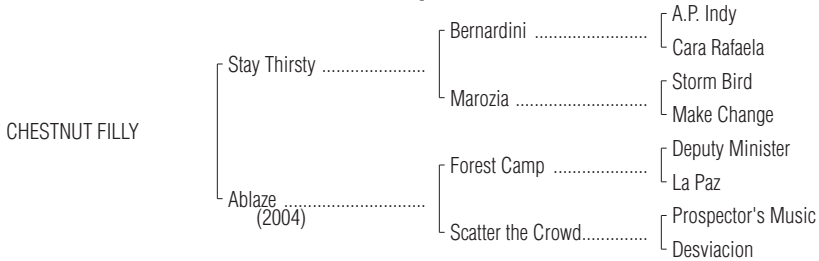 A.P. Indy
Bernardini ........................
Cara Rafaela
Stay Thirsty ......................
Storm Bird
Marozia ............................
Make Change
CHESTNUT FILLY
Deputy Minister
Forest Camp ....................
La Paz
Ablaze ..............................
(2004)
Prospector's Music
Scatter the Crowd..............
Desviacion